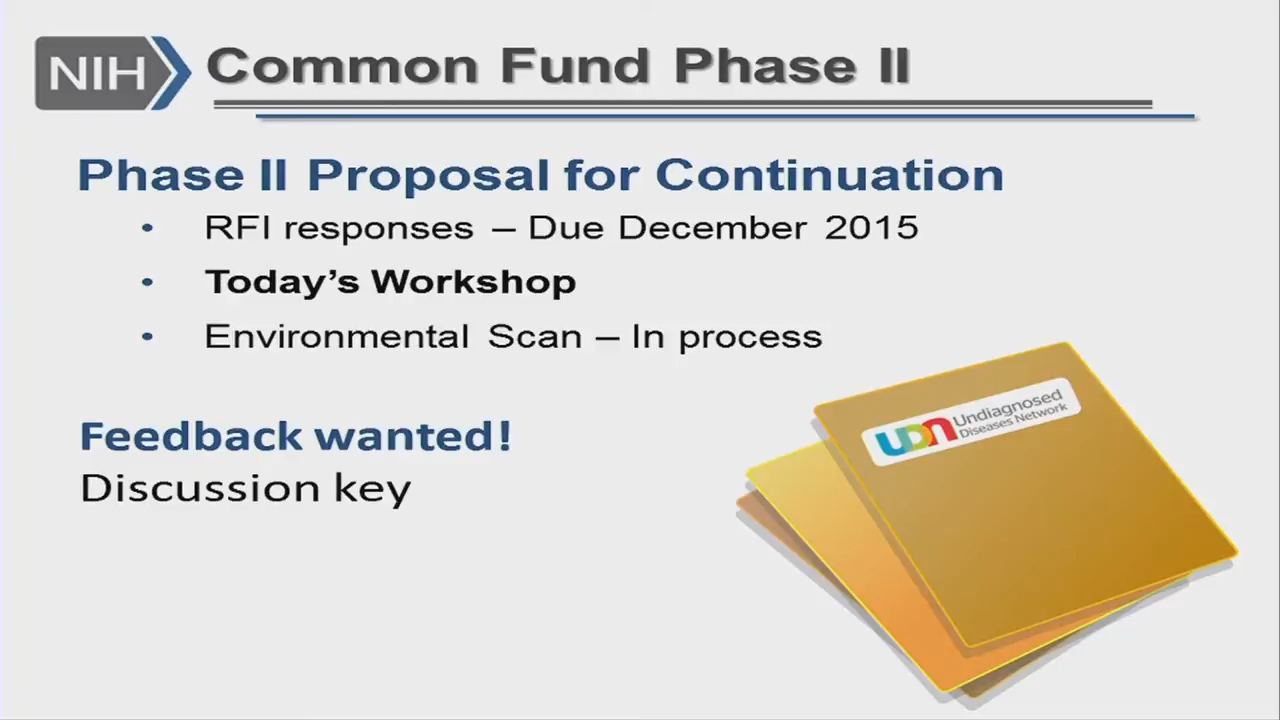 NIH
Common Fund Phase II
Phase II Proposal for Continuation
• RFI responses – Due December 2015
• Today's Workshop
• Environmental Scan – In process
Feedback wanted!
Discussion key
UDN Undiagnosed
Diseases Network